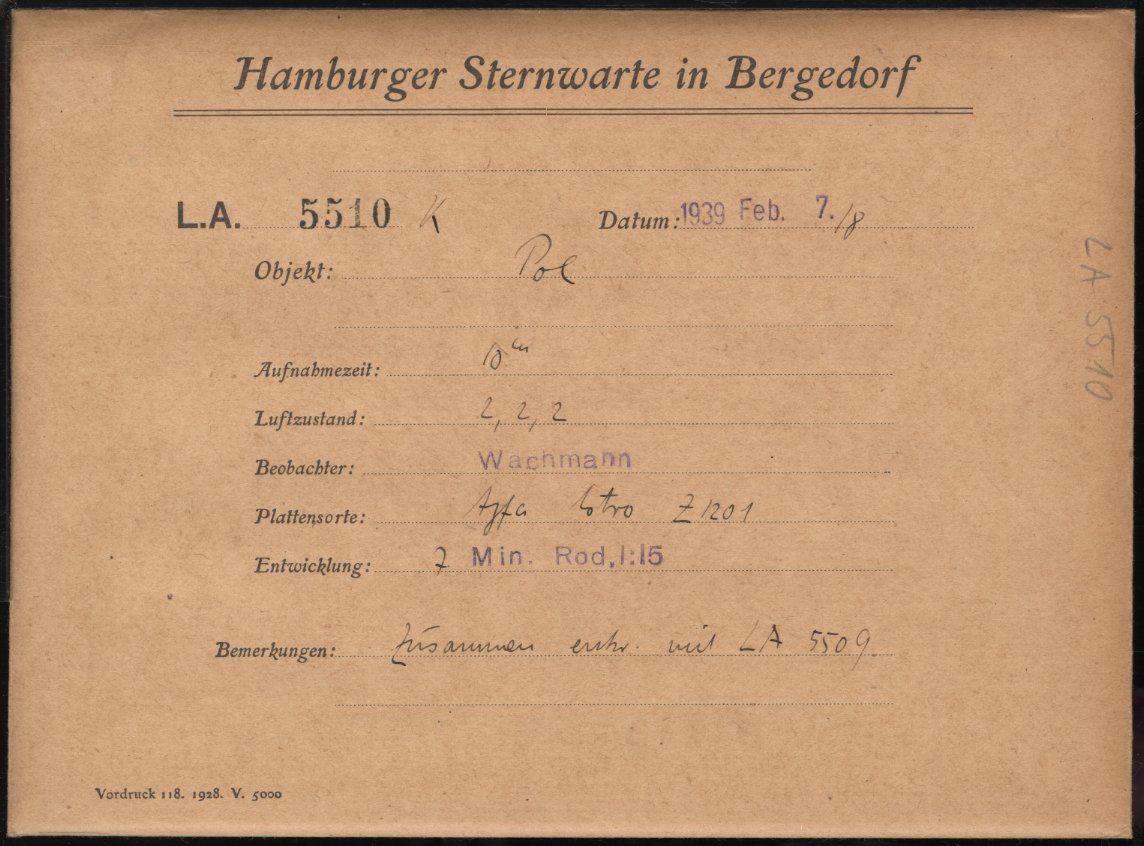 Hamburger Sternwarte in Bergedorf
L.A. 5510 K Datum: 1939 Feb. 7./8
Objekt: Pol
Aufnahmezeit: 10 m
Luftzustand: 2, 2, 2
Beobachter: Wachmann
Plattensorte: Agfa Astro Z 1201
Entwicklung: 7 Min. Rod, 1:15
Bemerkungen: zusammen entw. mit LA 5509
Vordruck 118. 1928. V. 5000
LA 5510